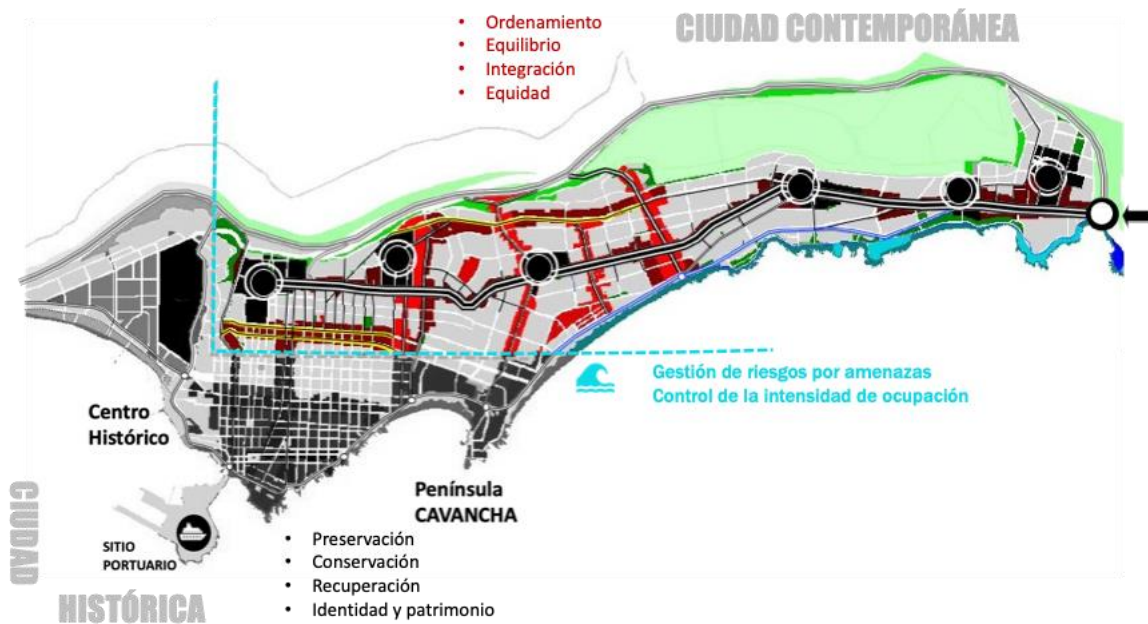 • Ordenamiento
• Equilibrio
• Integración
• Equidad
CIUDAD CONTEMPORÁNEA
Gestión de riesgos por amenazas
Control de la intensidad de ocupación
Centro
Histórico
Península
CAVANCHA
SITIO
PORTUARIO
• Preservación
• Conservación
• Recuperación
• Identidad y patrimonio
CIUDAD
HISTÓRICA